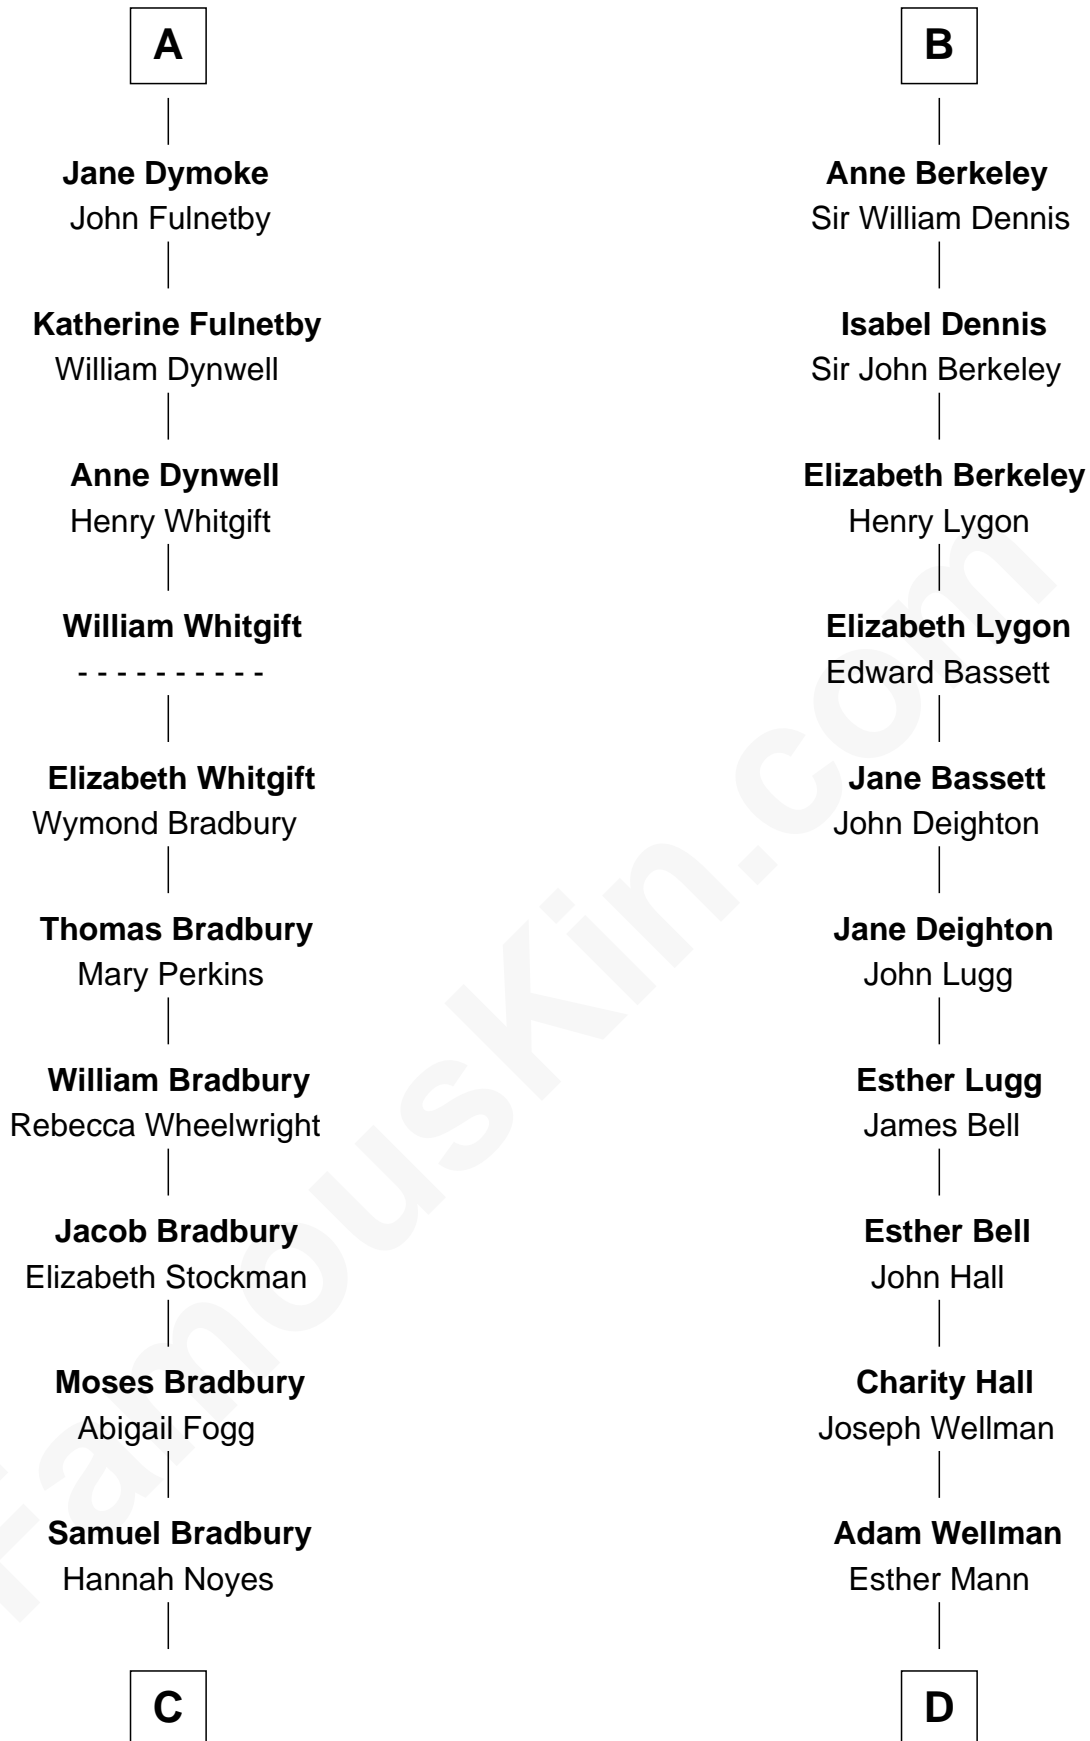 A
Jane Dymoke
John Fulnetby
Katherine Fulnetby
William Dynwell
Anne Dynwell
Henry Whitgift
William Whitgift
- - - - - - - - - -
Elizabeth Whitgift
Wymond Bradbury
Thomas Bradbury
Mary Perkins
William Bradbury
Rebecca Wheelwright
Jacob Bradbury
Elizabeth Stockman
Moses Bradbury
Abigail Fogg
Samuel Bradbury
Hannah Noyes
C
B
Anne Berkeley
Sir William Dennis
Isabel Dennis
Sir John Berkeley
Elizabeth Berkeley
Henry Lygon
Elizabeth Lygon
Edward Bassett
Jane Bassett
John Deighton
Jane Deighton
John Lugg
Esther Lugg
James Bell
Esther Bell
John Hall
Charity Hall
Joseph Wellman
Adam Wellman
Esther Mann
D
FamousKin.com